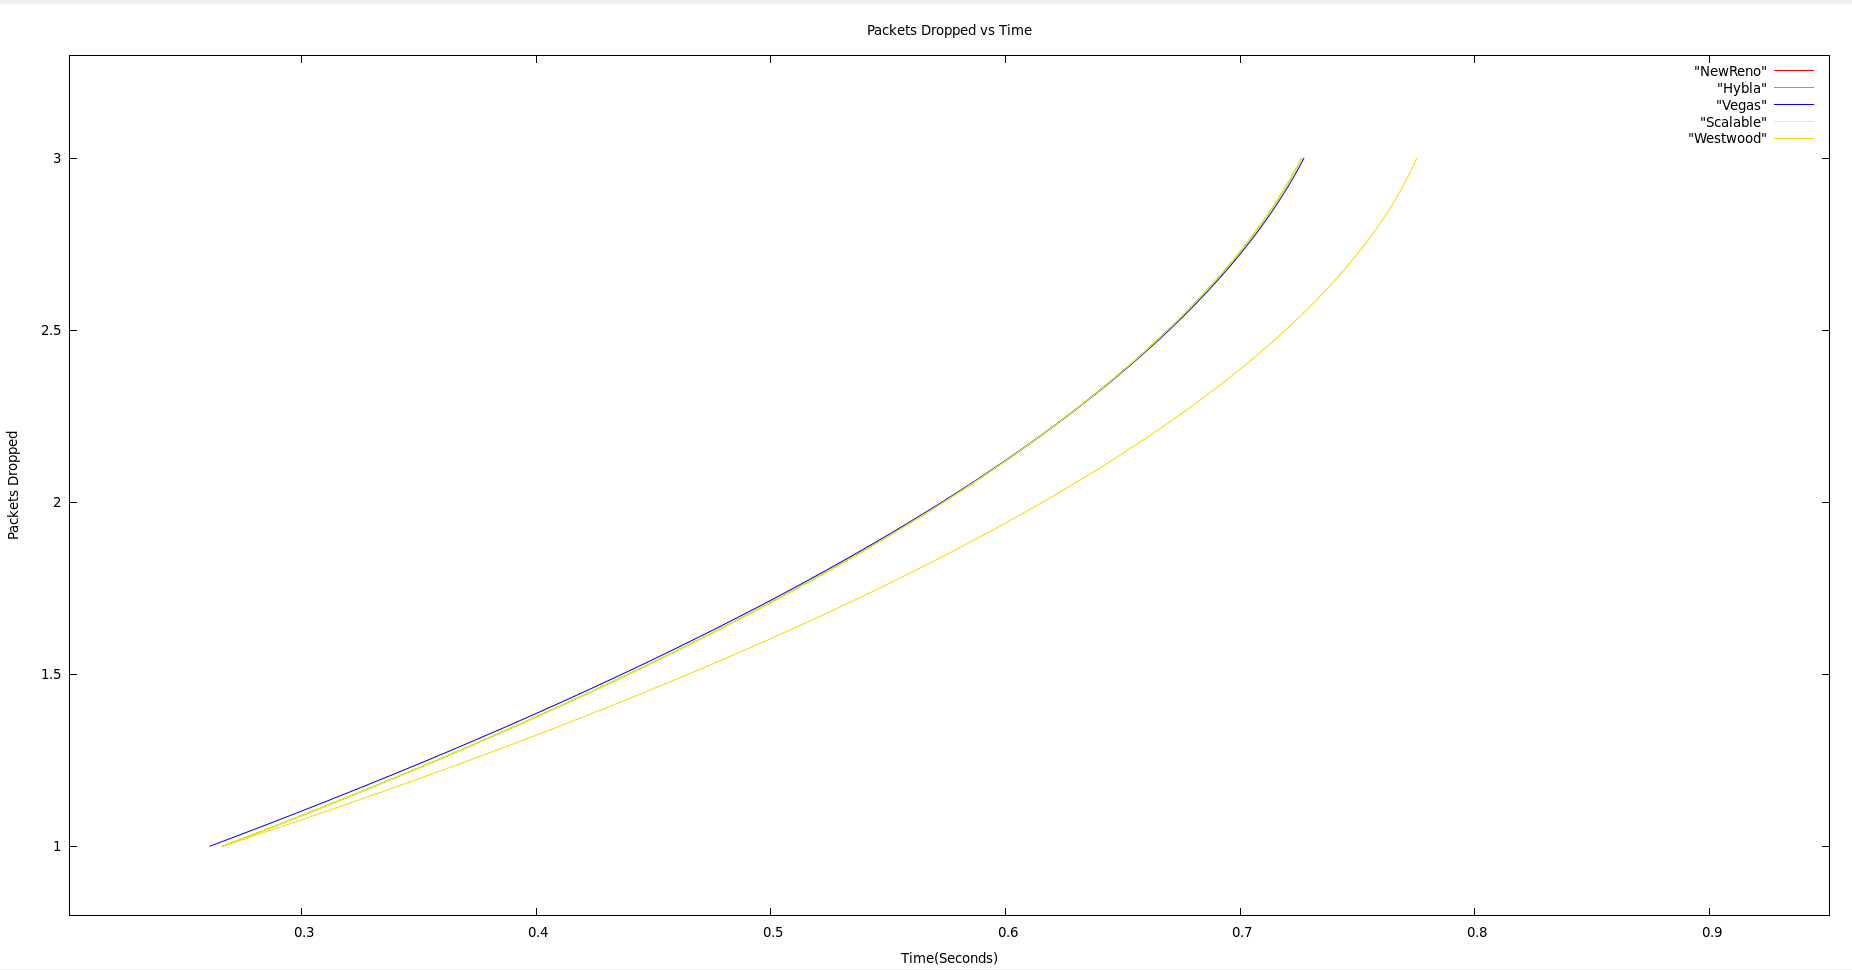 Packets Dropped vs Time
"NewReno"
"Hybla"
"Vegas"
"Scalable"
"Westwood"
3
2.5
2
1.5
1
Packets Dropped
0.3 0.4 0.5 0.6 0.7 0.8 0.9
Time(Seconds)